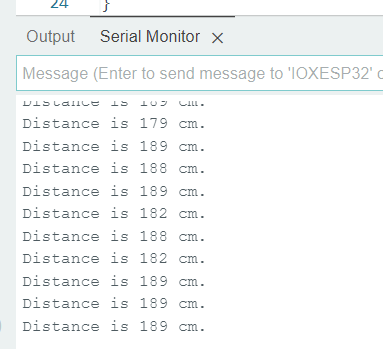 24 }
Output Serial Monitor ×
Message (Enter to send message to 'IOXESP32'
Distance is 189 cm.
Distance is 179 cm.
Distance is 189 cm.
Distance is 188 cm.
Distance is 189 cm.
Distance is 182 cm.
Distance is 188 cm.
Distance is 182 cm.
Distance is 189 cm.
Distance is 189 cm.
Distance is 189 cm.